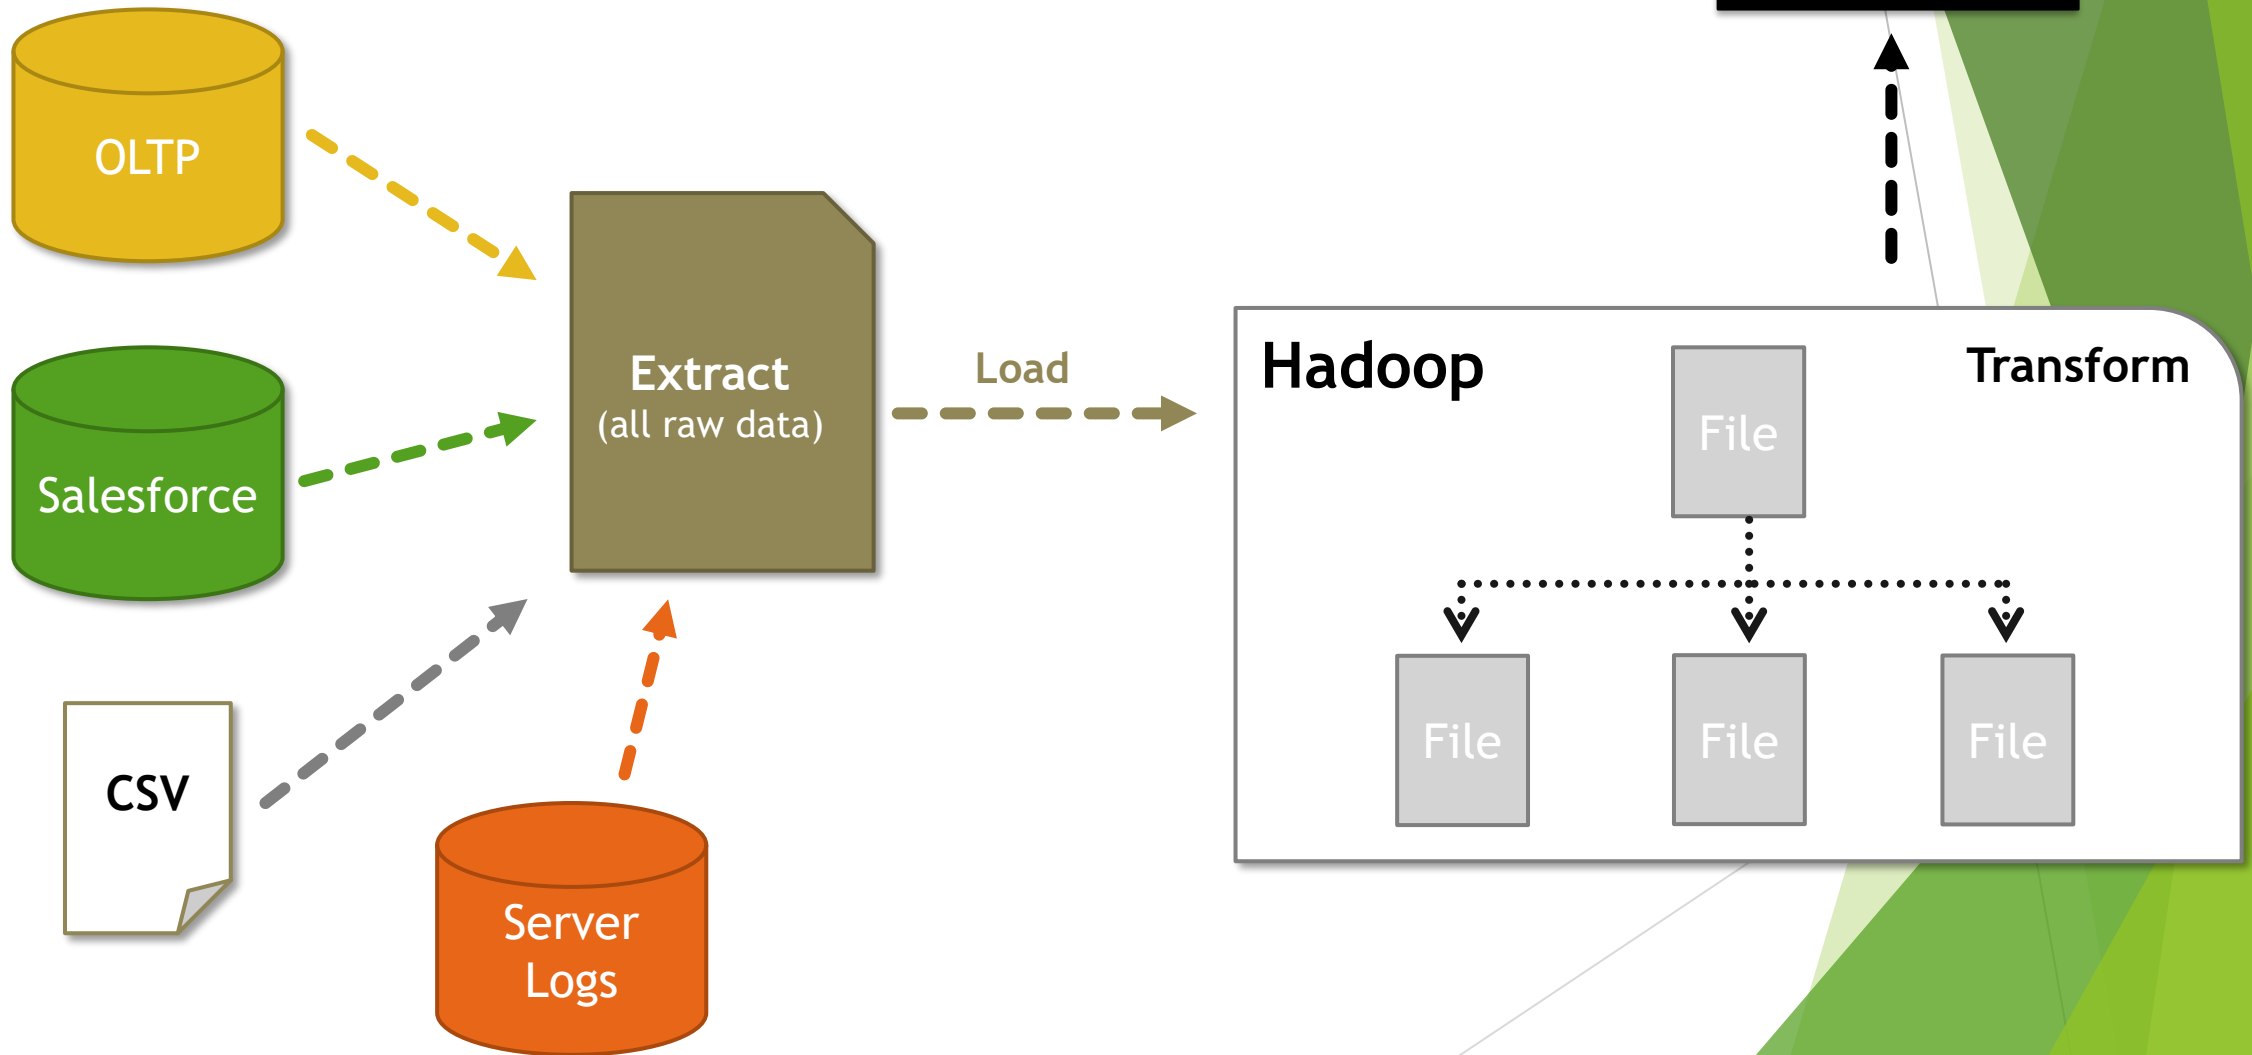 OLTP
Salesforce
CSV
Server
Logs
Extract
(all raw data)
Load
Hadoop
Transform
File
File
File
File